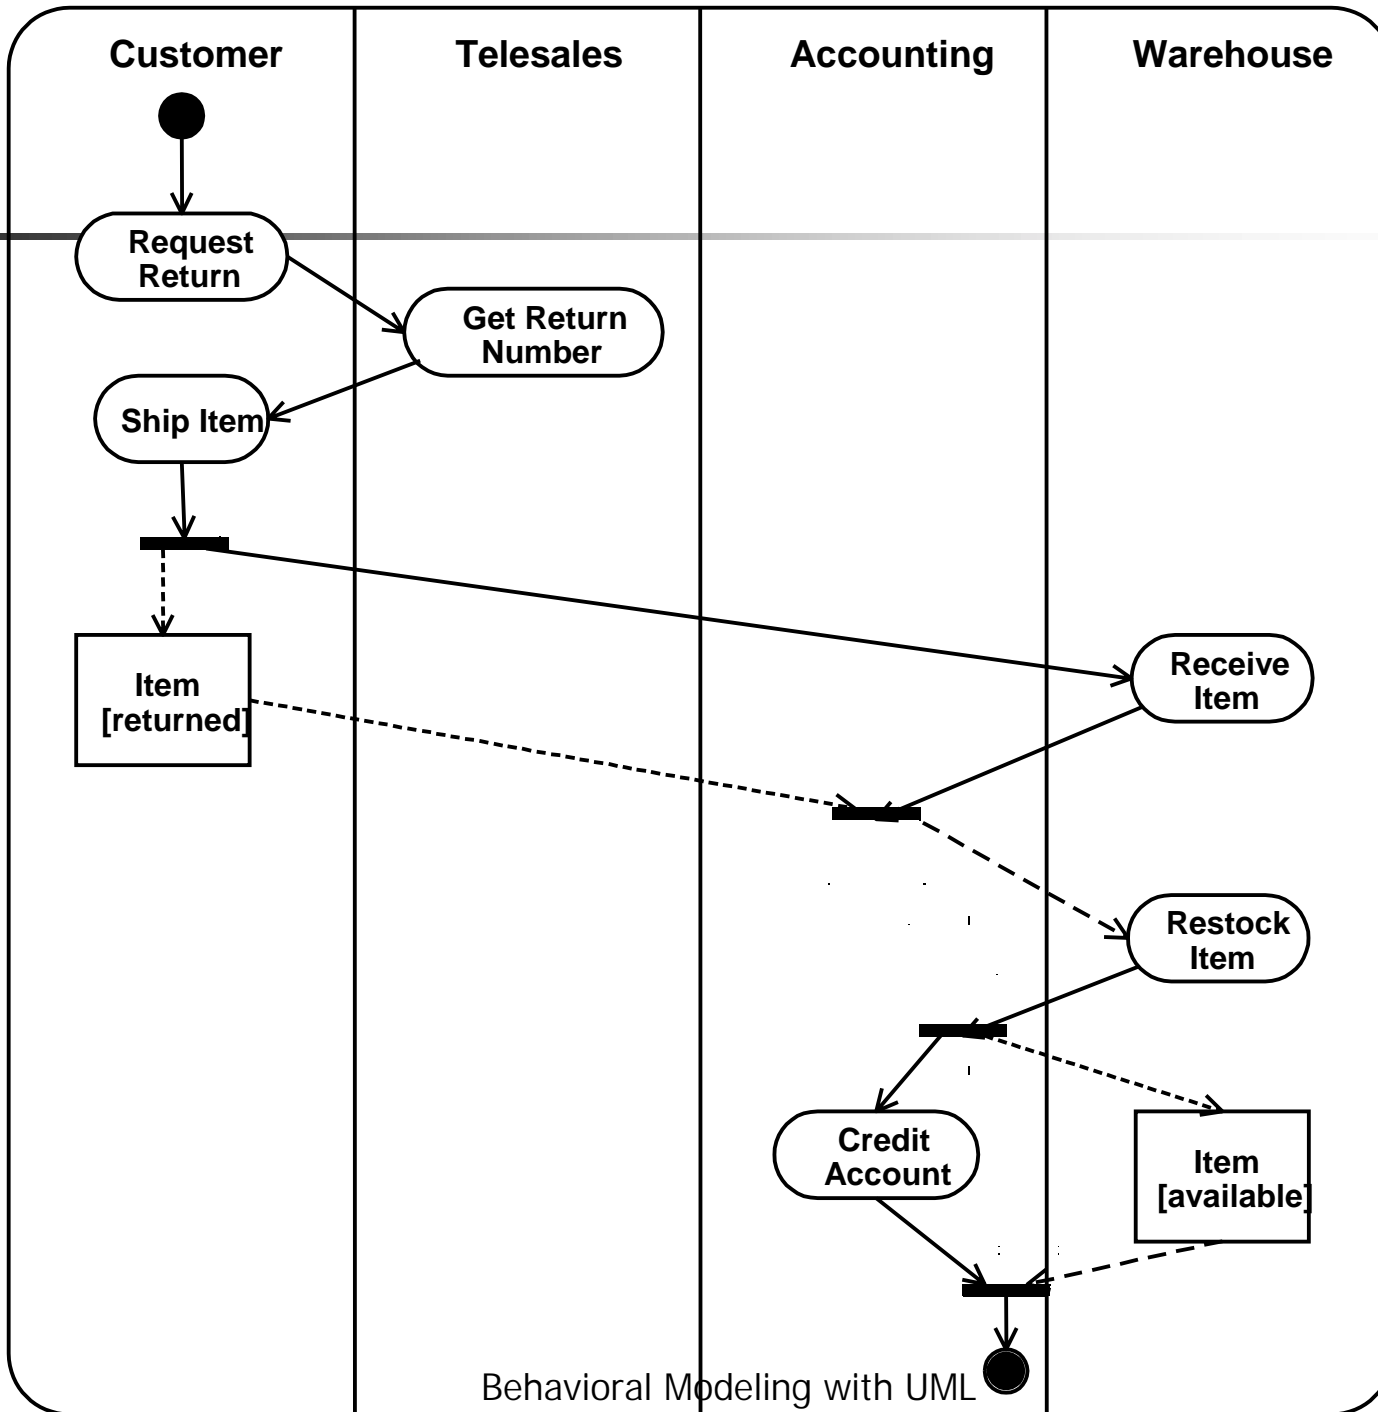 Customer
Telesales
Accounting
Warehouse
Request
Return
Get Return
Number
Ship Item
Item
[returned]
Receive
Item
Restock
Item
Credit
Account
Item
[available]
Behavioral Modeling with UML